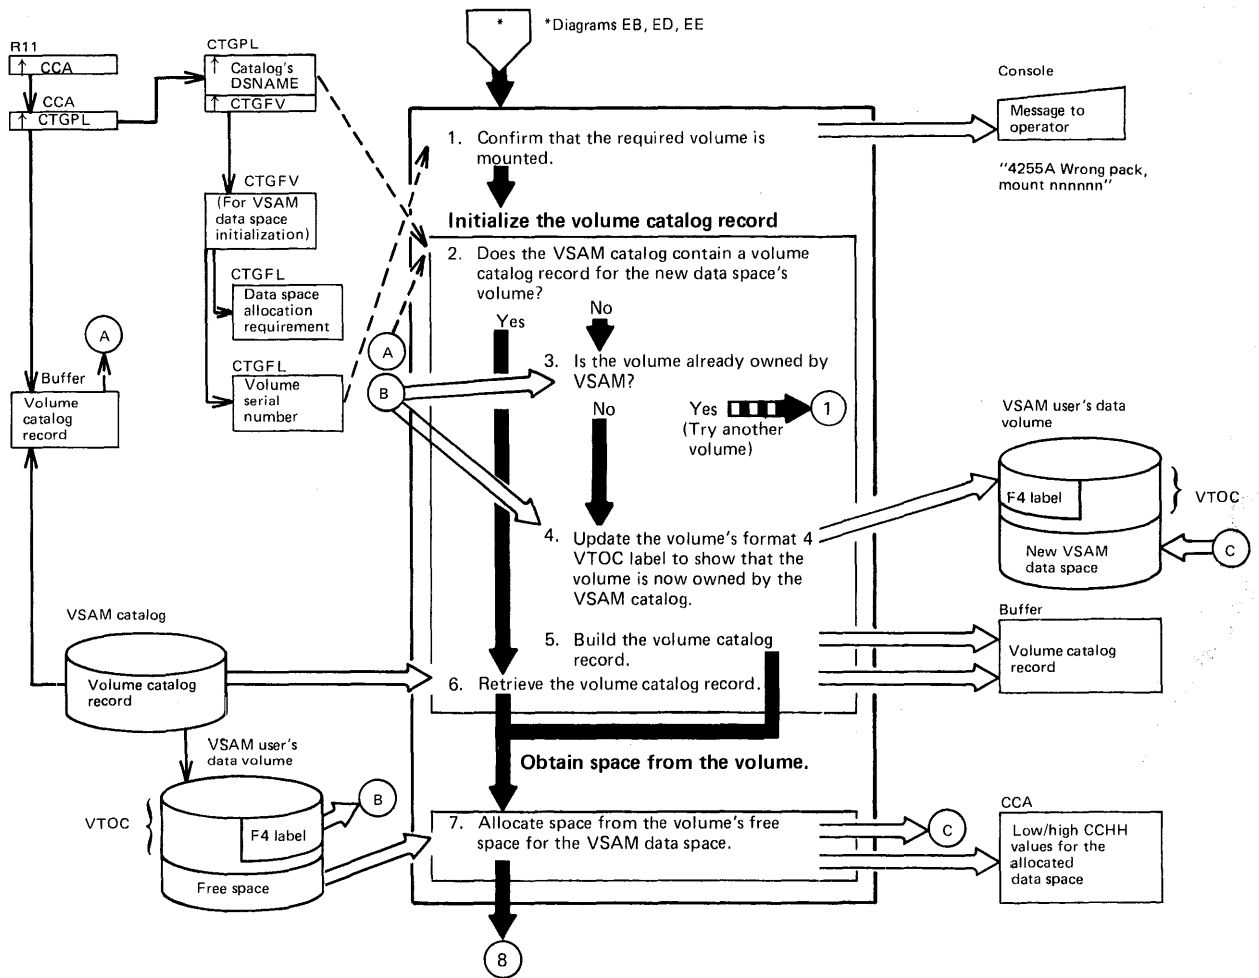 *
*Diagrams EB, ED, EE
R11
↑ CCA
CCA
↑ CTGPL
CTGPL
↑ Catalog's
DSNAME
↑ CTGFV
CTGFV
(For VSAM
data space
initialization)
CTGFL
Data space
allocation
requirement
CTGFL
Volume
serial
number
A
Buffer
Volume
catalog
record
VSAM catalog
Volume catalog
record
VSAM user's
data volume
VTOC
F4 label
Free space
B
A
B
1. Confirm that the required volume is
mounted.
Initialize the volume catalog record
2. Does the VSAM catalog contain a volume
catalog record for the new data space's
volume?
Yes
No
3. Is the volume already owned by
VSAM?
No
Yes
(Try another
volume)
1
4. Update the volume's format 4
VTOC label to show that the
volume is now owned by the
VSAM catalog.
5. Build the volume catalog
record.
6. Retrieve the volume catalog record.
Obtain space from the volume.
7. Allocate space from the volume's free
space for the VSAM data space.
8
Console
Message to
operator
"4255A Wrong pack,
mount nnnnnn"
VSAM user's data
volume
F4 label
VTOC
New VSAM
data space
C
Buffer
Volume catalog
record
C
CCA
Low/high CCHH
values for the
allocated
data space